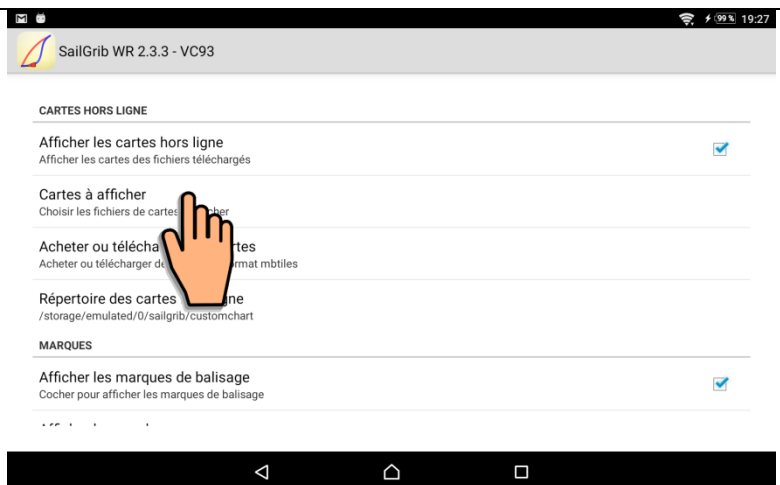 99% 19:27
SailGrib WR 2.3.3 - VC93
CARTES HORS LIGNE
Afficher les cartes hors ligne
Afficher les cartes des fichiers téléchargés
Cartes à afficher
Choisir les fichiers de cartes
Acheter ou télécha rtes
Acheter ou télécharger de rmat mbtiles
Répertoire des cartes gne
/storage/emulated/0/sailgrib/customchart
MARQUES
Afficher les marques de balisage
Cocher pour afficher les marques de balisage